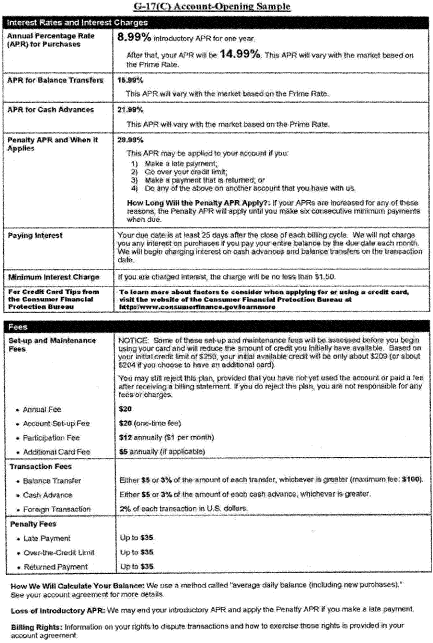 G-17(C) Account-Opening Sample
Interest Rates and Interest Charges
Annual Percentage Rate
(APR) for Purchases
8.99% introductory APR for one year.
After that, your APR will be 14.99%. This APR will vary with the market based on
the Prime Rate.
APR for Balance Transfers
15.99%
This APR will vary with the market based on the Prime Rate.
APR for Cash Advances
21.99%
This APR will vary with the market based on the Prime Rate.
Penalty APR and When it
Applies
28.99%
This APR may be applied to your account if you:
1) Make a late payment;
2) Go over your credit limit;
3) Make a payment that is returned; or
4) Do any of the above on another account that you have with us.
How Long Will the Penalty APR Apply?: If your APRs are increased for any of these
reasons, the Penalty APR will apply until you make six consecutive minimum payments
when due.
Paying Interest
Your due date is at least 25 days after the close of each billing cycle. We will not charge
you any interest on purchases if you pay your entire balance by the due date each month.
We will begin charging interest on cash advances and balance transfers on the transaction
date.
Minimum Interest Charge
If you are charged interest, the charge will be no less than $1.50.
For Credit Card Tips from
the Consumer Financial
Protection Bureau
To learn more about factors to consider when applying for or using a credit card,
visit the website of the Consumer Financial Protection Bureau at
http://www.consumerfinance.gov/learnmore
Fees
Set-up and Maintenance
Fees
NOTICE: Some of these set-up and maintenance fees will be assessed before you begin
using your card and will reduce the amount of credit you initially have available. Based on
your initial credit limit of $250, your initial available credit will be only about $209 (or about
$204 if you choose to have an additional card).
You may still reject this plan, provided that you have not yet used the account or paid a fee
after receiving a billing statement. If you do reject the plan, you are not responsible for any
fees or charges.
• Annual Fee
$20
• Account Set-up Fee
$20 (one-time fee)
• Participation Fee
$12 annually ($1 per month)
• Additional Card Fee
$5 annually (if applicable)
Transaction Fees
• Balance Transfer
Either $5 or 3% of the amount of each transfer, whichever is greater (maximum fee: $100).
• Cash Advance
Either $5 or 3% of the amount of each cash advance, whichever is greater.
• Foreign Transaction
2% of each transaction in U.S. dollars.
Penalty Fees
• Late Payment
Up to $35.
• Over-the-Credit Limit
Up to $35.
• Returned Payment
Up to $35.
How We Will Calculate Your Balance: We use a method called "average daily balance (including new purchases)."
See your account agreement for more details.
Loss of Introductory APR: We may end your introductory APR and apply the Penalty APR if you make a late payment.
Billing Rights: Information on your rights to dispute transactions and how to exercise those rights is provided in your
account agreement.